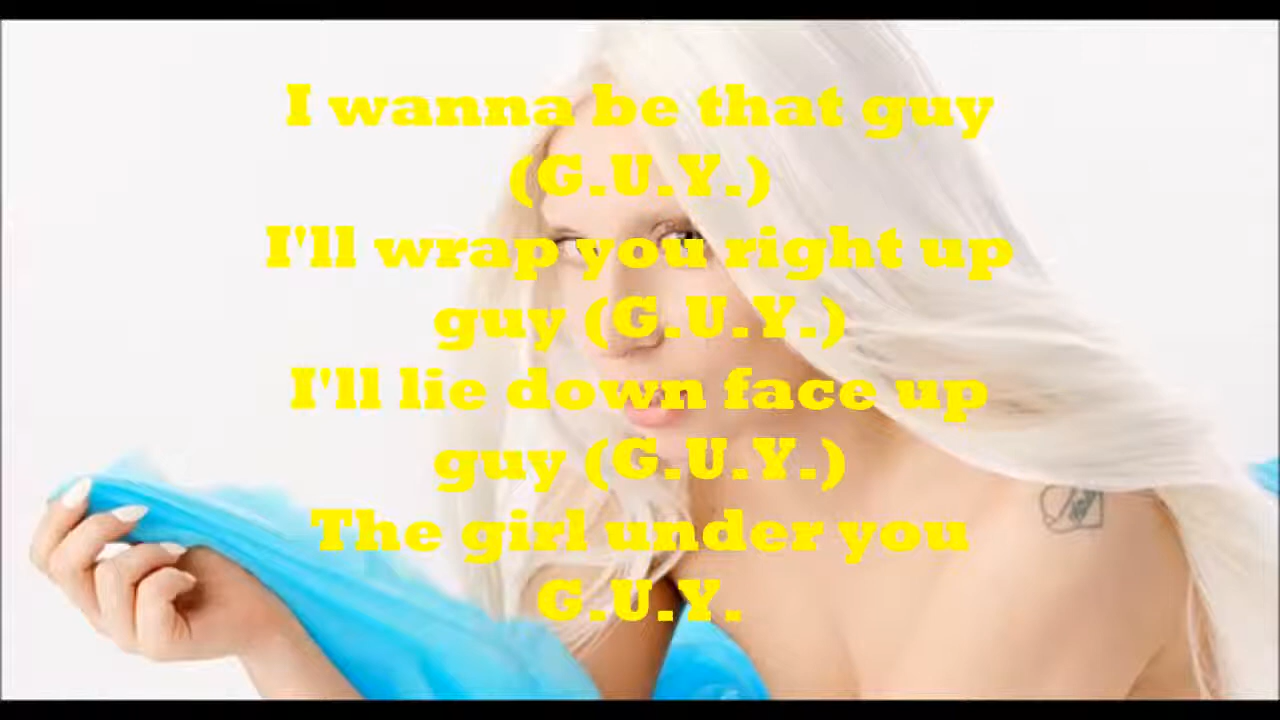 I wanna be that guy
(G.U.Y.)
I'll wrap you right up
guy (G.U.Y.)
I'll lie down face up
guy (G.U.Y.)
The girl under you
G.U.Y.